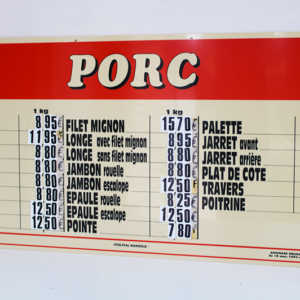 PORC
1 kg
8 95€ FILET MIGNON
11 95€ LONGE avec filet mignon
8 80€ LONGE sans filet mignon
8 80€ JAMBON rouelle
8 80€ JAMBON escalope
8 80€ EPAULE rouelle
12 50€ EPAULE escalope
12 50€ POINTE
1 kg
15 70€ PALETTE
8 95€ JARRET avant
8 80€ JARRET arrière
8 80€ PLAT DE COTE
12 50€ TRAVERS
8 25€ POITRINE
12 50€
7 80€